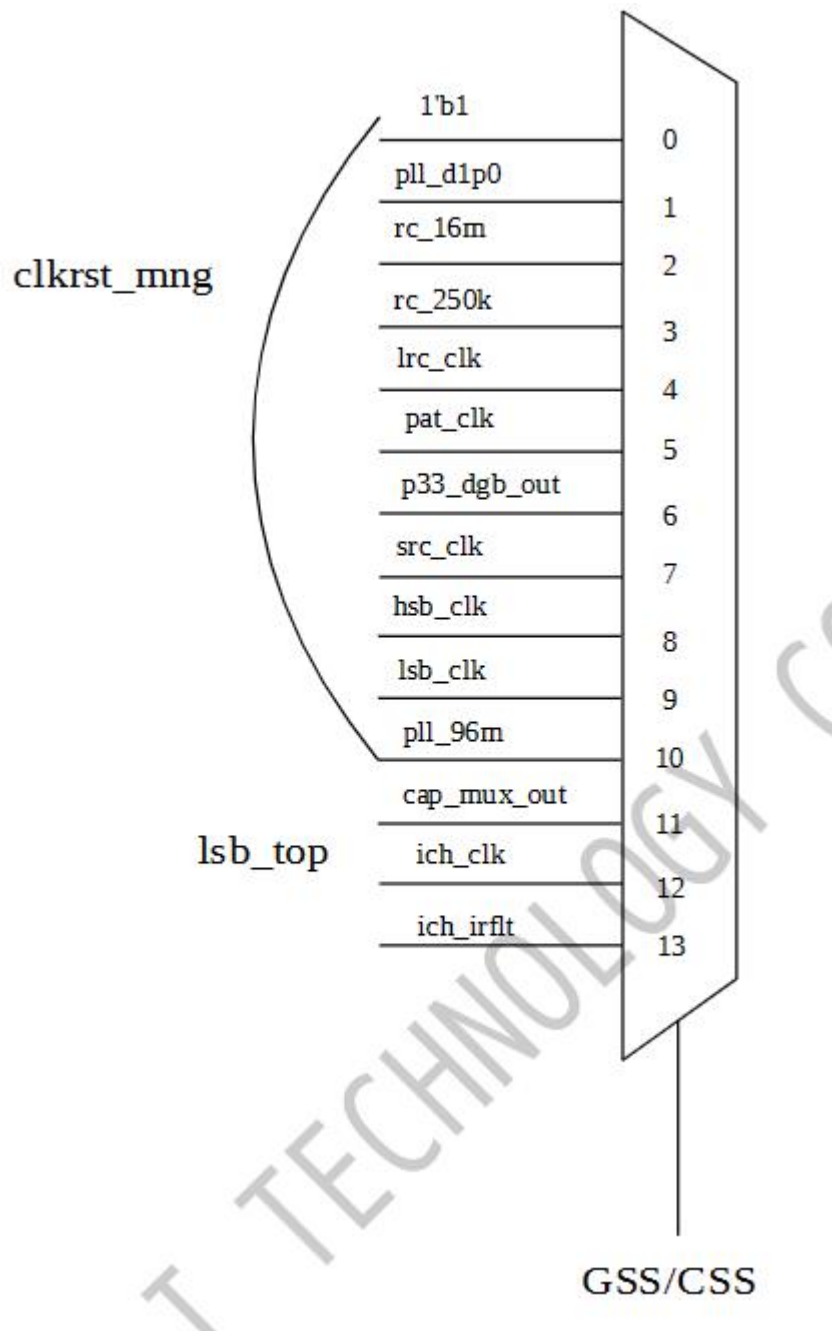 1'b1
0
pll_d1p0
1
rc_16m
2
clkrst_mng
rc_250k
3
lrc_clk
4
pat_clk
5
p33_dgb_out
6
src_clk
7
hsb_clk
8
lsb_clk
9
pll_96m
10
cap_mux_out
11
lsb_top
ich_clk
12
ich_irflt
13
TECHNOLOGY
GSS/CSS